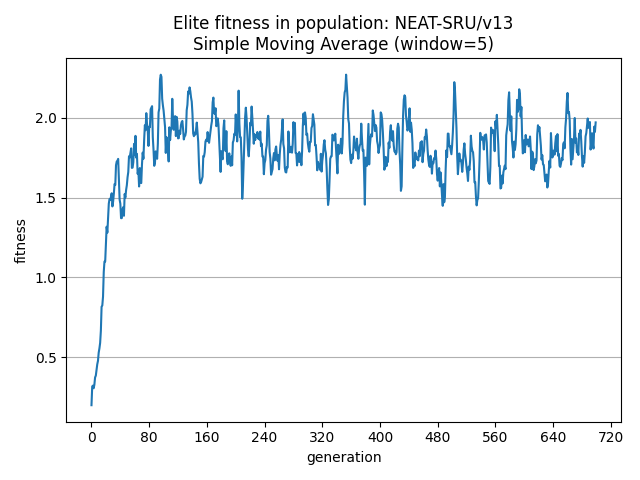 Elite fitness in population: NEAT-SRU/v13
Simple Moving Average (window=5)
fitness
2.0
1.5
1.0
0.5
0 80 160 240 320 400 480 560 640 720
generation